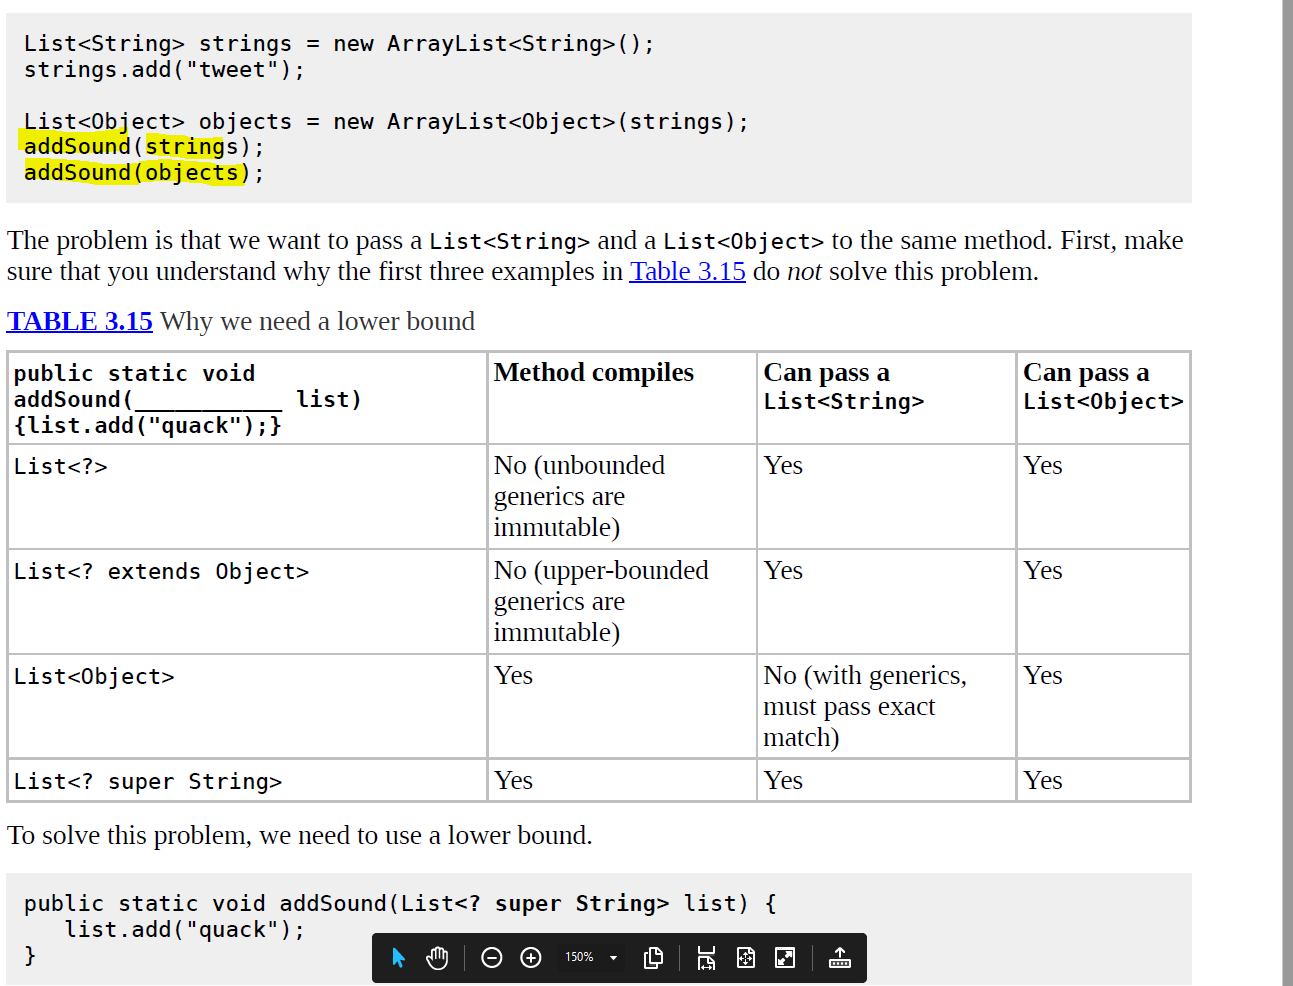 List<String> strings = new ArrayList<String>();
strings.add("tweet");
List<Object> objects = new ArrayList<Object>(strings);
addSound(strings);
addSound(objects);
The problem is that we want to pass a List<String> and a List<Object> to the same method. First, make
sure that you understand why the first three examples in Table 3.15 do not solve this problem.
TABLE 3.15 Why we need a lower bound
public static void
addSound(___________ list)
{list.add("quack");}
Method compiles
Can pass a
List<String>
Can pass a
List<Object>
List<?>
No (unbounded
generics are
immutable)
Yes
Yes
List<? extends Object>
No (upper-bounded
generics are
immutable)
Yes
Yes
List<Object>
Yes
No (with generics,
must pass exact
match)
Yes
List<? super String>
Yes
Yes
Yes
To solve this problem, we need to use a lower bound.
public static void addSound(List<? super String> list) {
list.add("quack");
}
150%